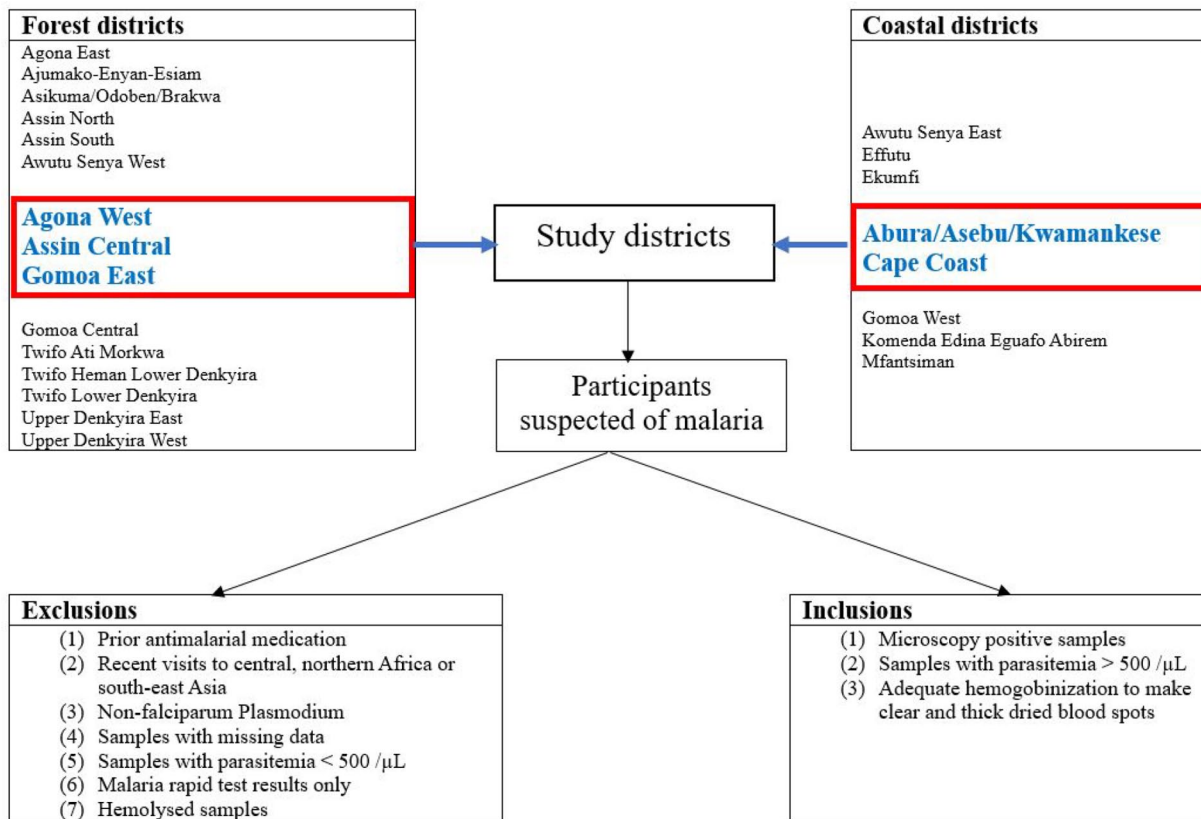 Forest districts
Agona East
Ajumako-Enyan-Esiam
Asikuma/Odoben/Brakwa
Assin North
Assin South
Awutu Senya West
Agona West
Assin Central
Gomoa East
Gomoa Central
Twifo Ati Morkwa
Twifo Heman Lower Denkyira
Twifo Lower Denkyira
Upper Denkyira East
Upper Denkyira West
Study districts
Participants
suspected of malaria
Coastal districts
Awutu Senya East
Effutu
Ekumfi
Abura/Asebu/Kwamankese
Cape Coast
Gomoa West
Komenda Edina Eguafo Abirem
Mfantsiman
Exclusions
(1) Prior antimalarial medication
(2) Recent visits to central, northern Africa or
south-east Asia
(3) Non-falciparum Plasmodium
(4) Samples with missing data
(5) Samples with parasitemia < 500 /µL
(6) Malaria rapid test results only
(7) Hemolysed samples
Inclusions
(1) Microscopy positive samples
(2) Samples with parasitemia > 500 /µL
(3) Adequate hemogobinization to make
clear and thick dried blood spots